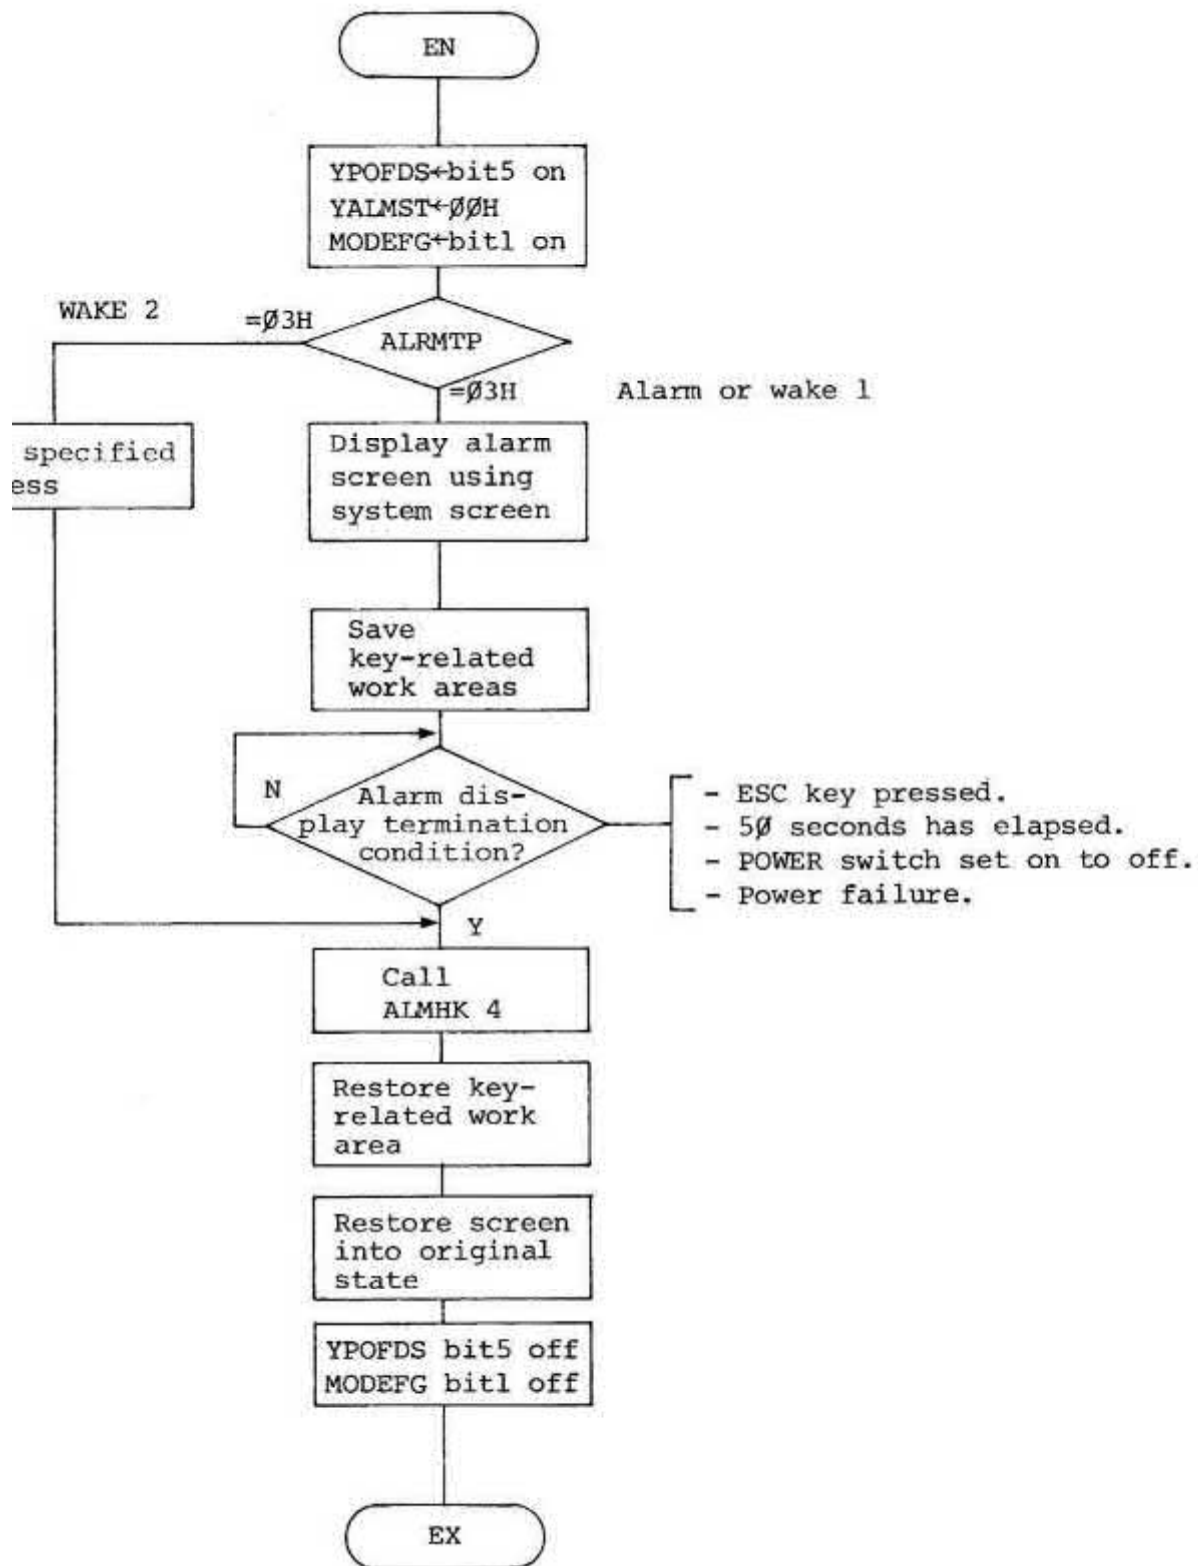 EN
YPOFDS←bit5 on
YALMST←ØØH
MODEFG←bit1 on
WAKE 2
=Ø3H
ALRMTP
=Ø3H
Alarm or wake 1
specified
ess
Display alarm
screen using
system screen
Save
key-related
work areas
N
Alarm dis-
play termination
condition?
- ESC key pressed.
- 5Ø seconds has elapsed.
- POWER switch set on to off.
- Power failure.
Y
Call
ALMHK 4
Restore key-
related work
area
Restore screen
into original
state
YPOFDS bit5 off
MODEFG bit1 off
EX